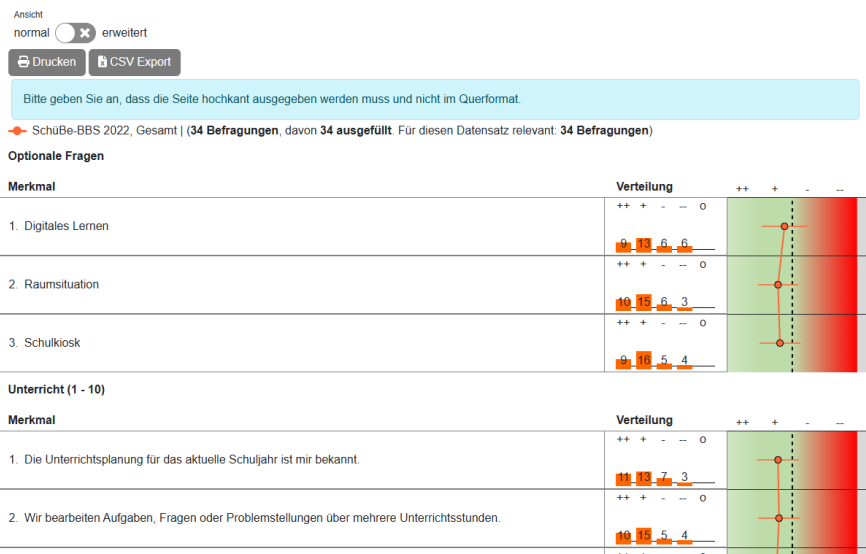 Ansicht
normal erweitert
Drucken CSV Export
Bitte geben Sie an, dass die Seite hochkant ausgegeben werden muss und nicht im Querformat.
SchüBe-BBS 2022, Gesamt | (34 Befragungen, davon 34 ausgefüllt. Für diesen Datensatz relevant: 34 Befragungen)
Optionale Fragen
Merkmal Verteilung ++ + - --
++ + - -- o
1. Digitales Lernen
9 13 6 6
++ + - -- o
2. Raumsituation
10 15 6 3
++ + - -- o
3. Schulkiosk
9 16 5 4
Unterricht (1 - 10)
Merkmal Verteilung ++ + - --
++ + - -- o
1. Die Unterrichtsplanung für das aktuelle Schuljahr ist mir bekannt.
11 13 7 3
++ + - -- o
2. Wir bearbeiten Aufgaben, Fragen oder Problemstellungen über mehrere Unterrichtsstunden.
10 15 5 4